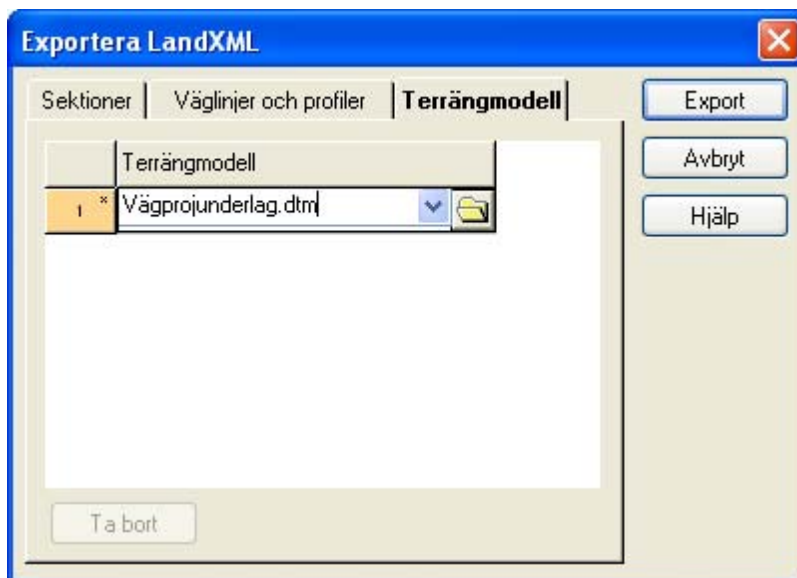 Exportera LandXML
Sektioner
Väglinjer och profiler
Terrängmodell
Export
Avbryt
Hjälp
Terrängmodell
1 * Vägprojunderlag.dtm
Ta bort